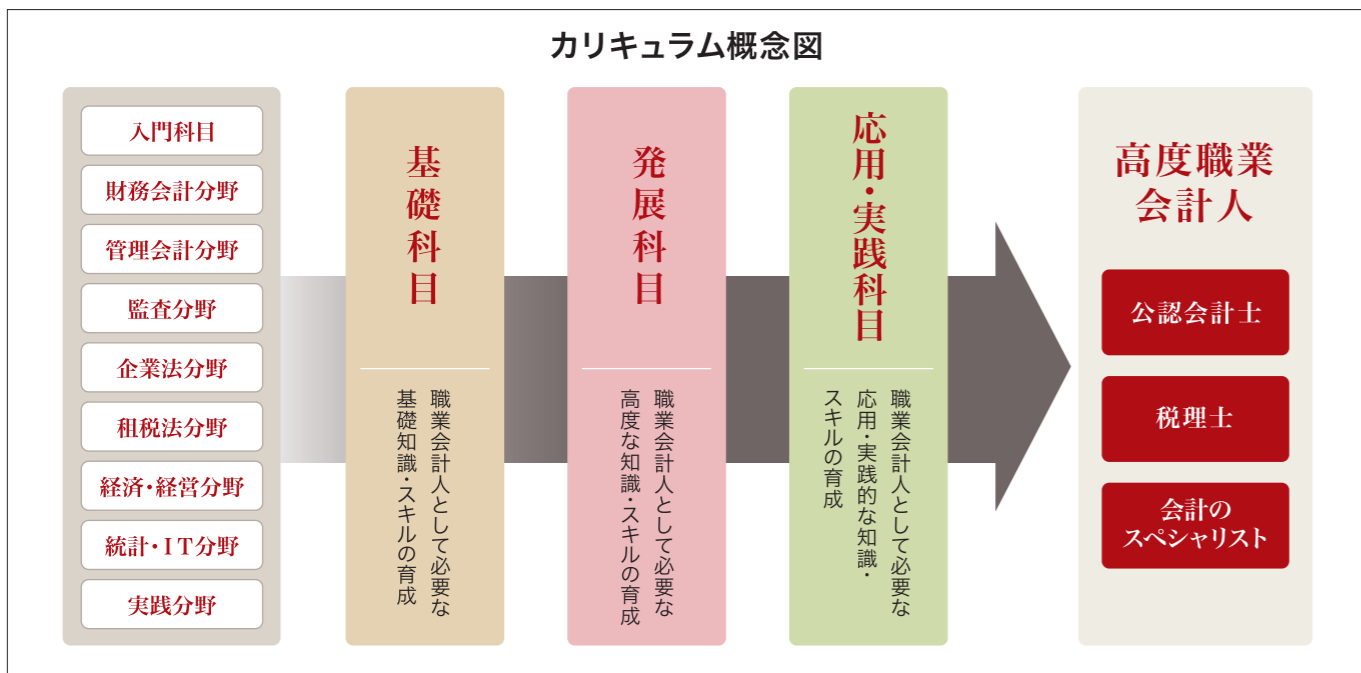 カリキュラム概念図
入門科目
財務会計分野
管理会計分野
監査分野
企業法分野
租税法分野
経済・経営分野
統計・IT分野
実践分野
基礎科目
職業会計人として必要な
基礎知識・スキルの育成
発展科目
職業会計人として必要な
高度な知識・スキルの育成
応用・実践科目
職業会計人として必要な
応用・実践的な知識・
スキルの育成
高度職業
会計人
公認会計士
税理士
会計の
スペシャリスト